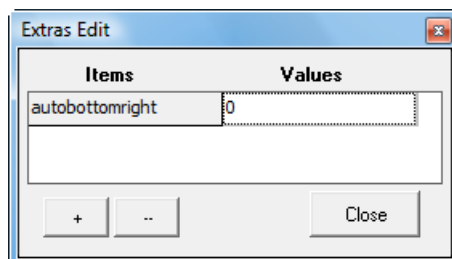 Extras Edit
Items Values
autobottomright 0
+ -- Close